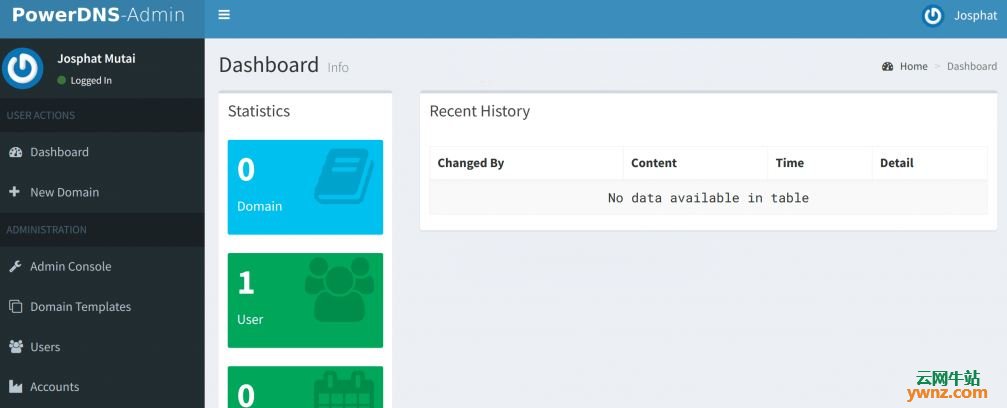 PowerDNS-Admin
Josphat
Josphat Mutai
Logged In
USER ACTIONS
Dashboard
New Domain
ADMINISTRATION
Admin Console
Domain Templates
Users
Accounts
Dashboard Info
Home > Dashboard
Statistics
0
Domain
1
User
0
Recent History
Changed By Content Time Detail
No data available in table
云网牛站
ywnz.com